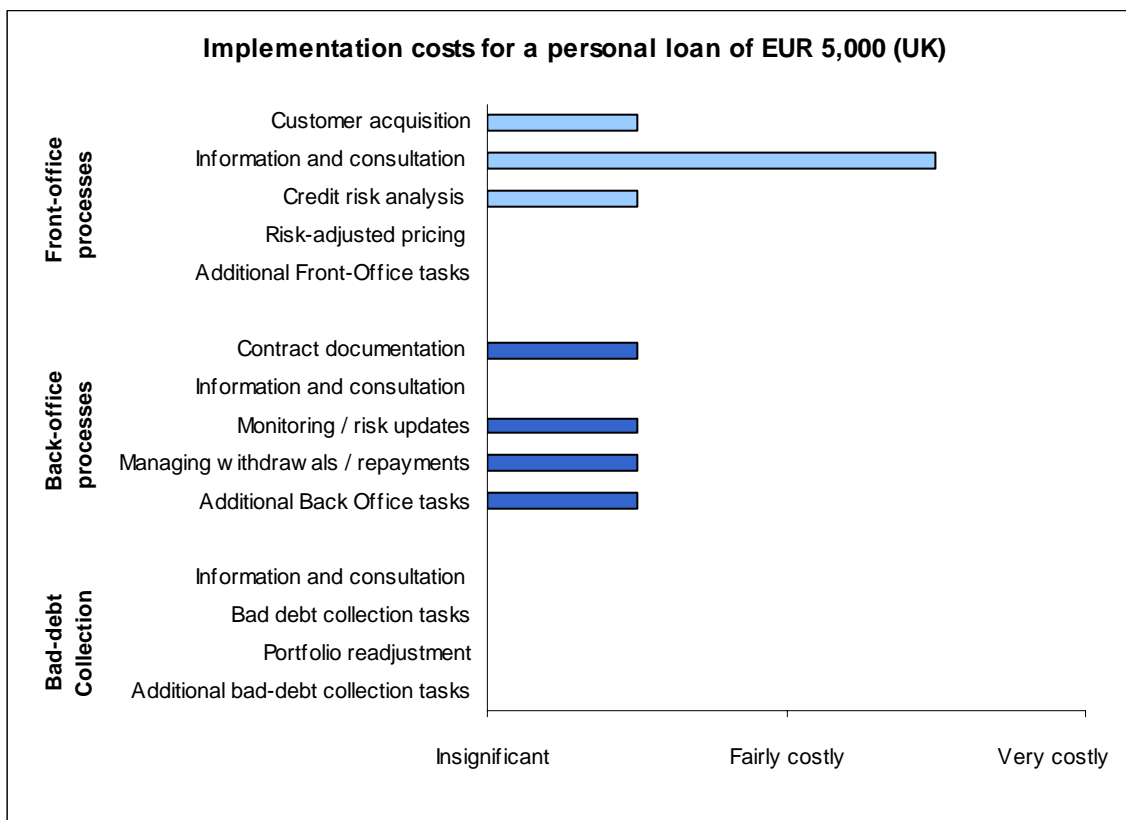 Implementation costs for a personal loan of EUR 5,000 (UK)
Front-office
processes
Customer acquisition
Information and consultation
Credit risk analysis
Risk-adjusted pricing
Additional Front-Office tasks
Back-office
processes
Contract documentation
Information and consultation
Monitoring / risk updates
Managing withdrawals / repayments
Additional Back Office tasks
Bad-debt
Collection
Information and consultation
Bad debt collection tasks
Portfolio readjustment
Additional bad-debt collection tasks
Insignificant
Fairly costly
Very costly